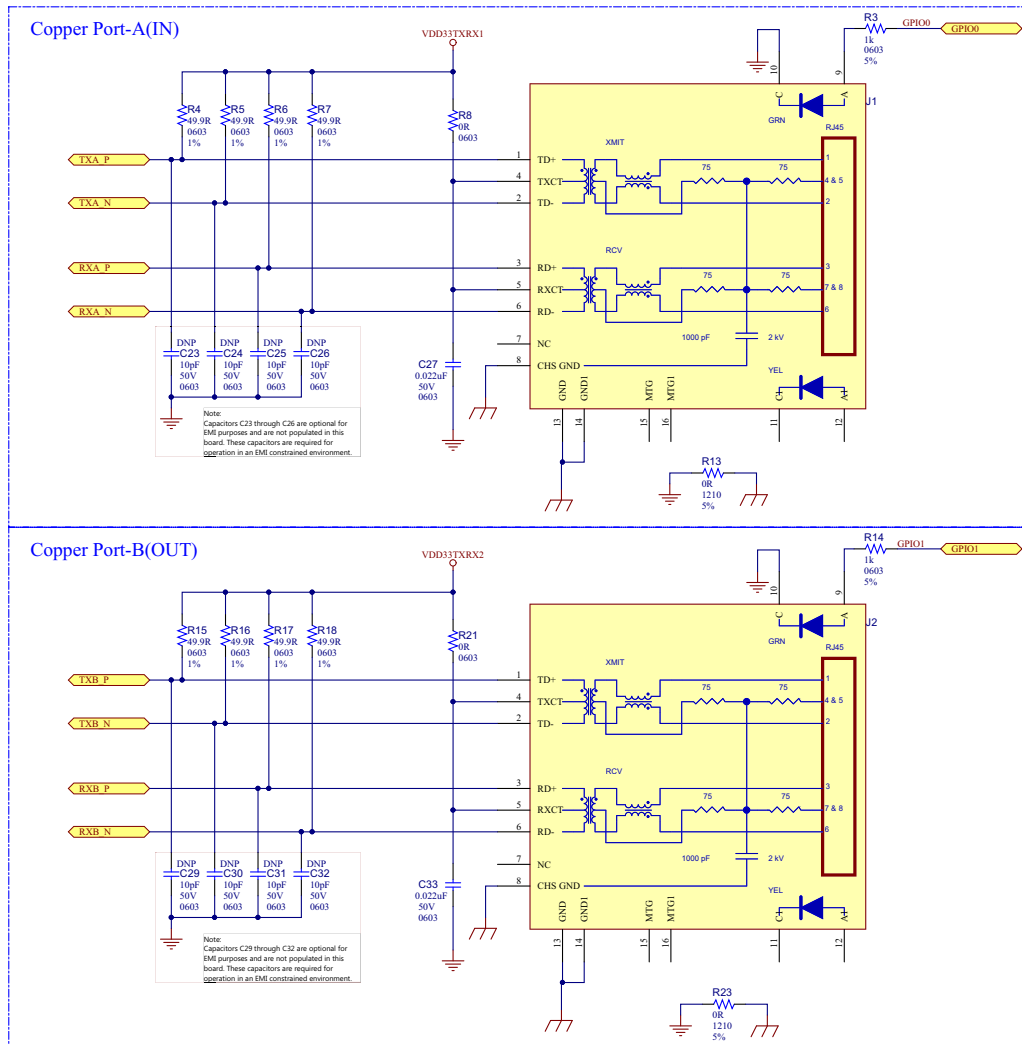 Copper Port-A(IN)
VDD33TXRX1
R3
1k
0603
5%
GPIO0
GPIO0
R4
49.9R
0603
1%
R5
49.9R
0603
1%
R6
49.9R
0603
1%
R7
49.9R
0603
1%
R8
0R
0603
10
9
C
A
GRN
J1
RJ45
XMIT
TXA_P
1
TD+
75
75
1
4
TXCT
4 & 5
TXA_N
2
TD-
2
RCV
RXA_P
3
RD+
75
75
3
5
RXCT
7 & 8
RXA_N
6
RD-
6
DNP
C23
10pF
50V
0603
DNP
C24
10pF
50V
0603
DNP
C25
10pF
50V
0603
DNP
C26
10pF
50V
0603
C27
0.022uF
50V
0603
7
NC
8
CHS GND
1000 pF
2 kV
YEL
C1
A1
GND
GND1
MTG
MTG1
13
14
15
16
11
12
Note:
Capacitors C23 through C26 are optional for
EMI purposes and are not populated in this
board. These capacitors are required for
operation in an EMI constrained environment.
R13
0R
1210
5%
Copper Port-B(OUT)
VDD33TXRX2
R14
1k
0603
5%
GPIO1
GPIO1
R15
49.9R
0603
1%
R16
49.9R
0603
1%
R17
49.9R
0603
1%
R18
49.9R
0603
1%
R21
0R
0603
10
9
C
A
GRN
J2
RJ45
XMIT
TXB_P
1
TD+
75
75
1
4
TXCT
4 & 5
TXB_N
2
TD-
2
RCV
RXB_P
3
RD+
75
75
3
5
RXCT
7 & 8
RXB_N
6
RD-
6
DNP
C29
10pF
50V
0603
DNP
C30
10pF
50V
0603
DNP
C31
10pF
50V
0603
DNP
C32
10pF
50V
0603
C33
0.022uF
50V
0603
7
NC
8
CHS GND
1000 pF
2 kV
YEL
C1
A1
GND
GND1
MTG
MTG1
13
14
15
16
11
12
Note:
Capacitors C29 through C32 are optional for
EMI purposes and are not populated in this
board. These capacitors are required for
operation in an EMI constrained environment.
R23
0R
1210
5%